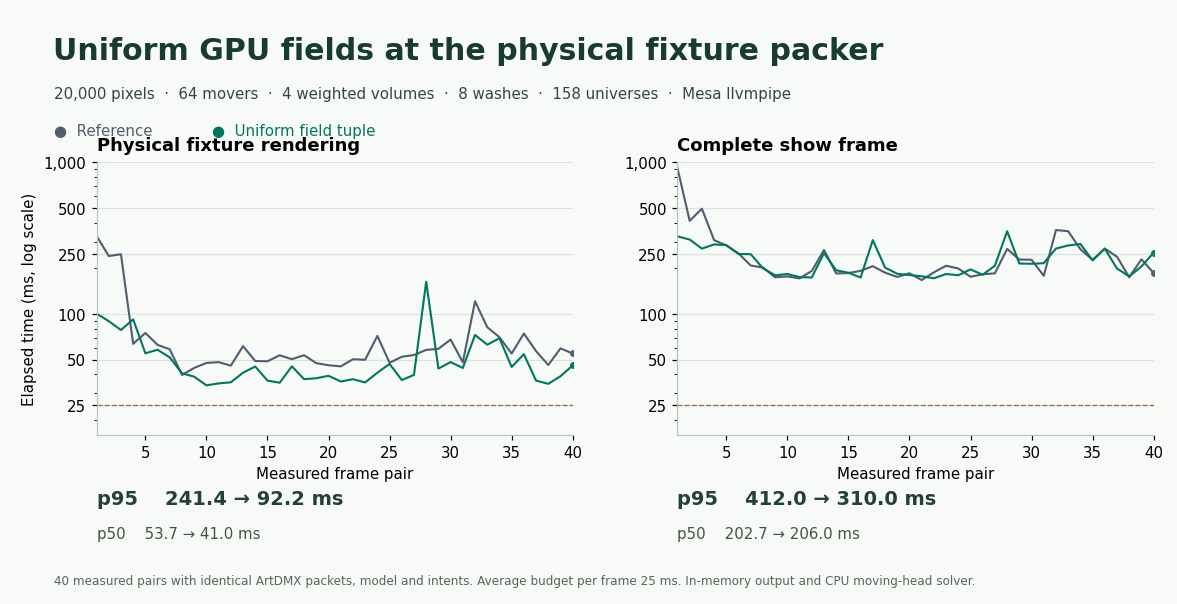 Uniform GPU fields at the physical fixture packer
20,000 pixels · 64 movers · 4 weighted volumes · 8 washes · 158 universes · Mesa llvmpipe
Reference
Uniform field tuple
Physical fixture rendering
Elapsed time (ms, log scale)
1,000
500
250
100
50
25
5 10 15 20 25 30 35 40
Measured frame pair
p95 241.4 → 92.2 ms
p50 53.7 → 41.0 ms
Complete show frame
1,000
500
250
100
50
25
5 10 15 20 25 30 35 40
Measured frame pair
p95 412.0 → 310.0 ms
p50 202.7 → 206.0 ms
40 measured pairs with identical ArtDMX packets, model and intents. Average budget per frame 25 ms. In-memory output and CPU moving-head solver.